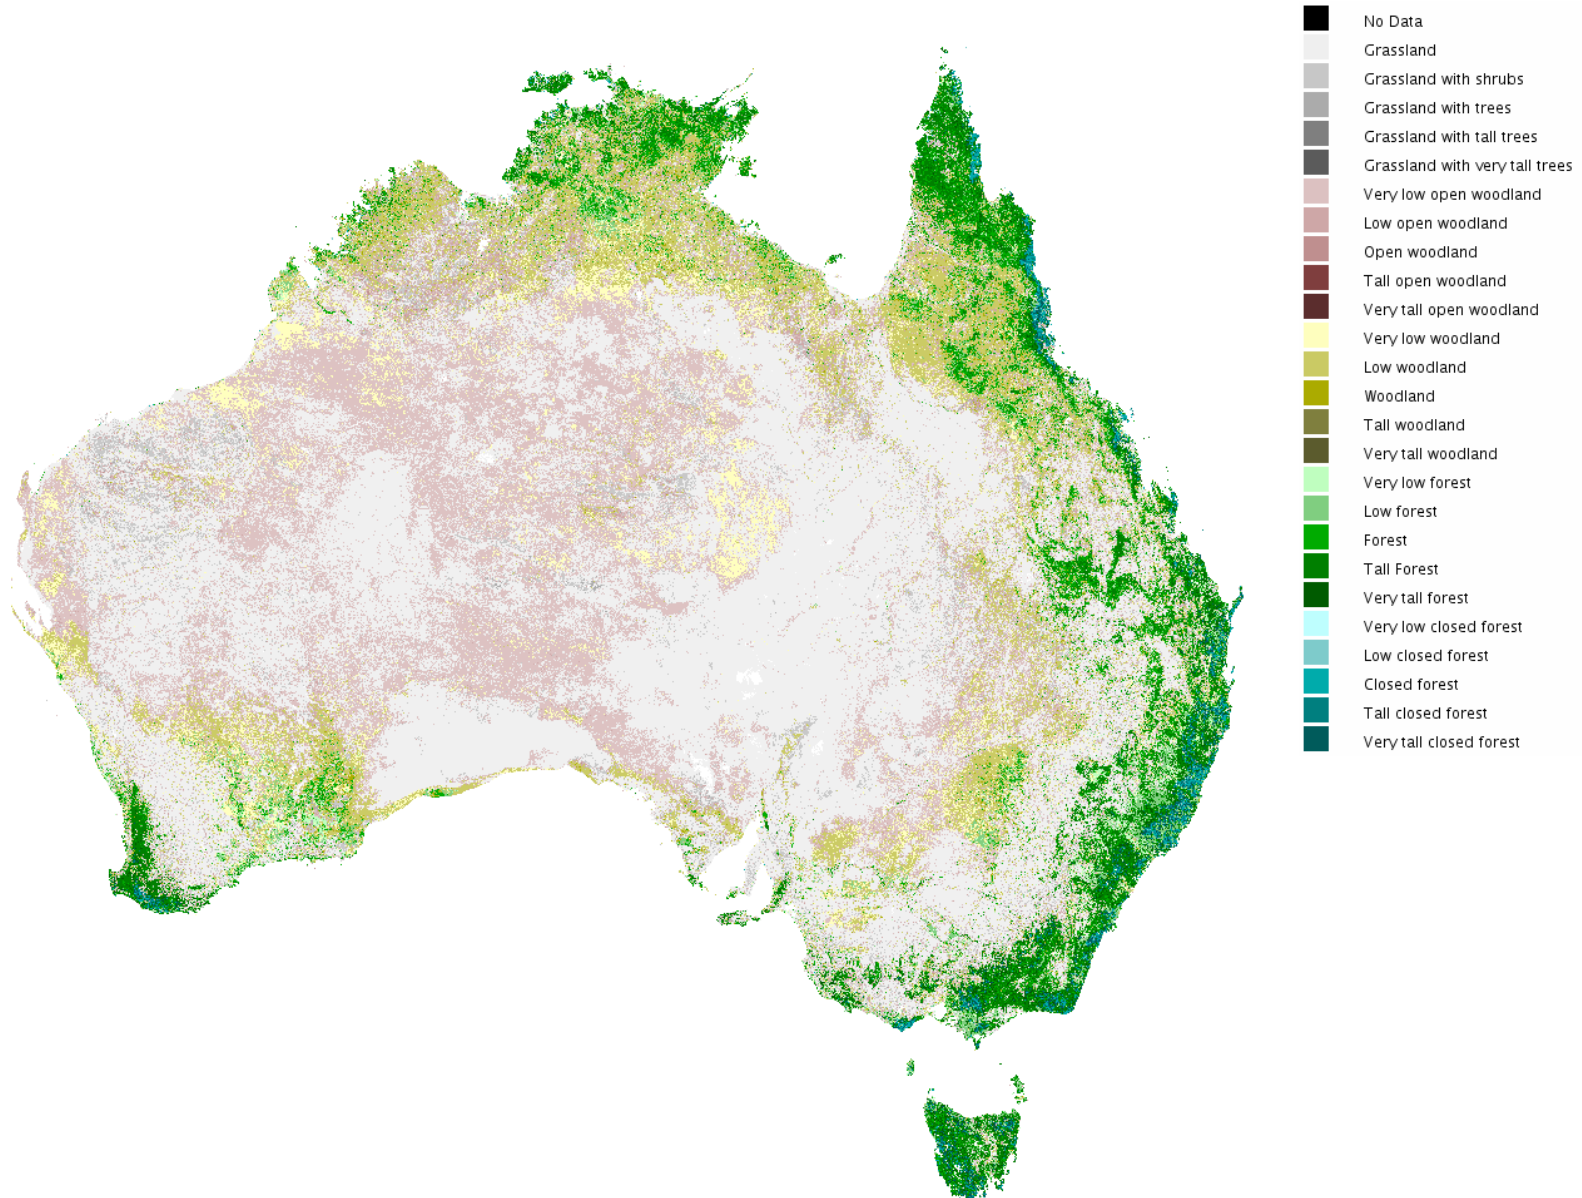 No Data
Grassland
Grassland with shrubs
Grassland with trees
Grassland with tall trees
Grassland with very tall trees
Very low open woodland
Low open woodland
Open woodland
Tall open woodland
Very tall open woodland
Very low woodland
Low woodland
Woodland
Tall woodland
Very tall woodland
Very low forest
Low forest
Forest
Tall Forest
Very tall forest
Very low closed forest
Low closed forest
Closed forest
Tall closed forest
Very tall closed forest